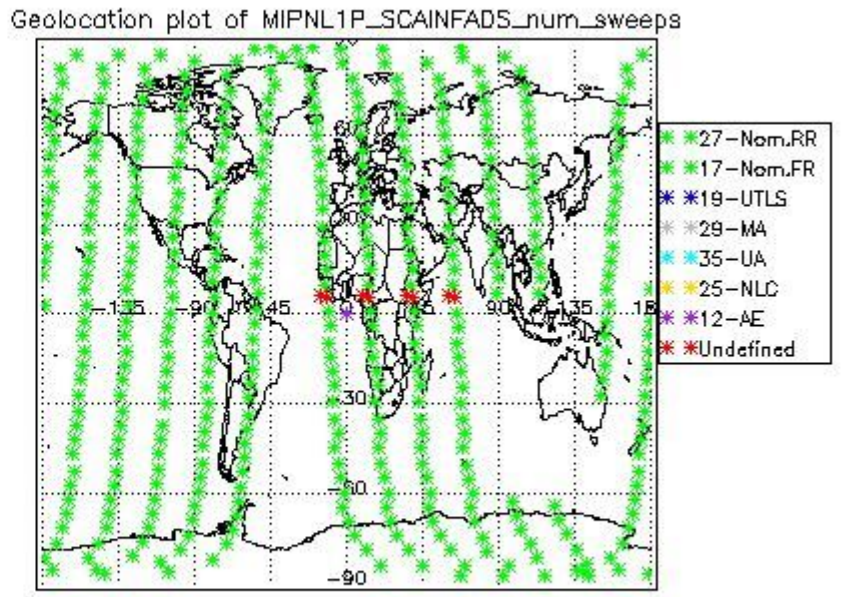 Geolocation plot of MIPNL1P_SCAINFADS_num_sweeps
27-Nom.RR
17-Nom.FR
19-UTLS
29-MA
35-UA
25-NLC
12-AE
Undefined
60
-135 -90 -45 90 135 18
-30
-60
-90